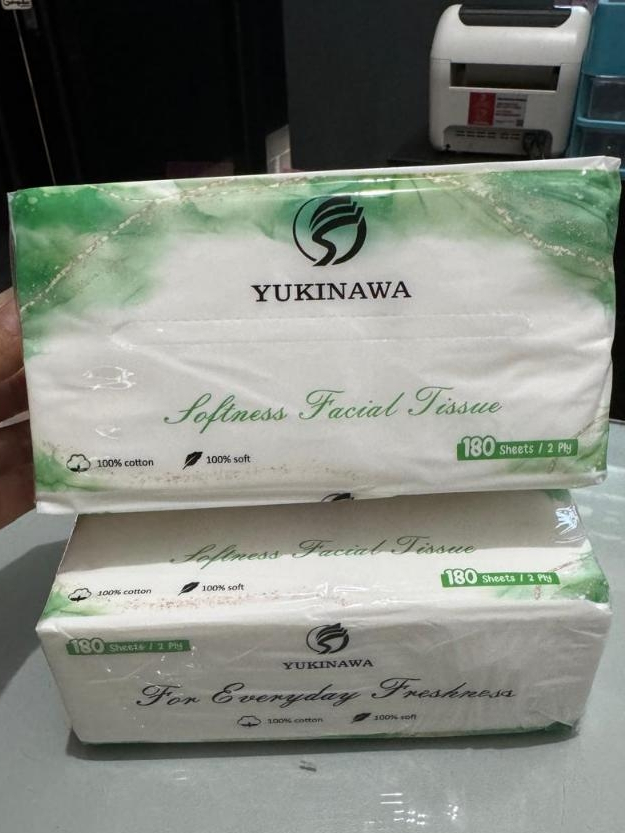 YUKINAWA
Softness Facial Tissue
100% cotton
100% soft
180 Sheets / 2 Ply
Softness Facial Tissue
100% cotton
100% soft
180 Sheets / 2 Ply
180 Sheets / 2 Ply
YUKINAWA
For Everyday Freshness
100% cotton
100% soft